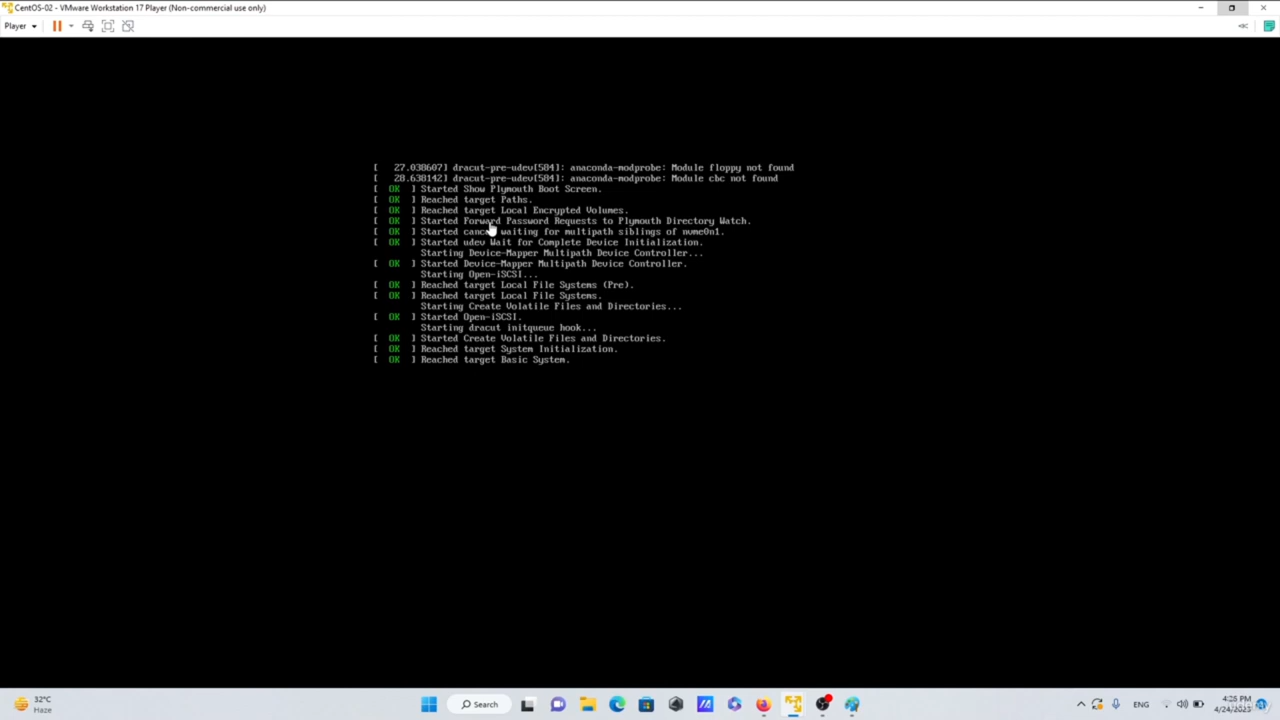 CentOS-02 - VMware Workstation 17 Player (Non-commercial use only)
Player
[ 27.038607] dracut-pre-udev[584]: anaconda-modprobe: Module floppy not found
[ 28.638142] dracut-pre-udev[584]: anaconda-modprobe: Module cbc not found
[ OK ] Started Show Plymouth Boot Screen.
[ OK ] Reached target Paths.
[ OK ] Reached target Local Encrypted Volumes.
[ OK ] Started Forward Password Requests to Plymouth Directory Watch.
[ OK ] Started cancel waiting for multipath siblings of nvme0n1.
[ OK ] Started udev Wait for Complete Device Initialization.
Starting Device-Mapper Multipath Device Controller...
[ OK ] Started Device-Mapper Multipath Device Controller.
Starting Open-iSCSI...
[ OK ] Reached target Local File Systems (Pre).
[ OK ] Reached target Local File Systems.
Starting Create Volatile Files and Directories...
[ OK ] Started Open-iSCSI.
Starting dracut initqueue hook...
[ OK ] Started Create Volatile Files and Directories.
[ OK ] Reached target System Initialization.
[ OK ] Reached target Basic System.
32°C
Haze
Search
ENG
4:25 PM
4/24/2023